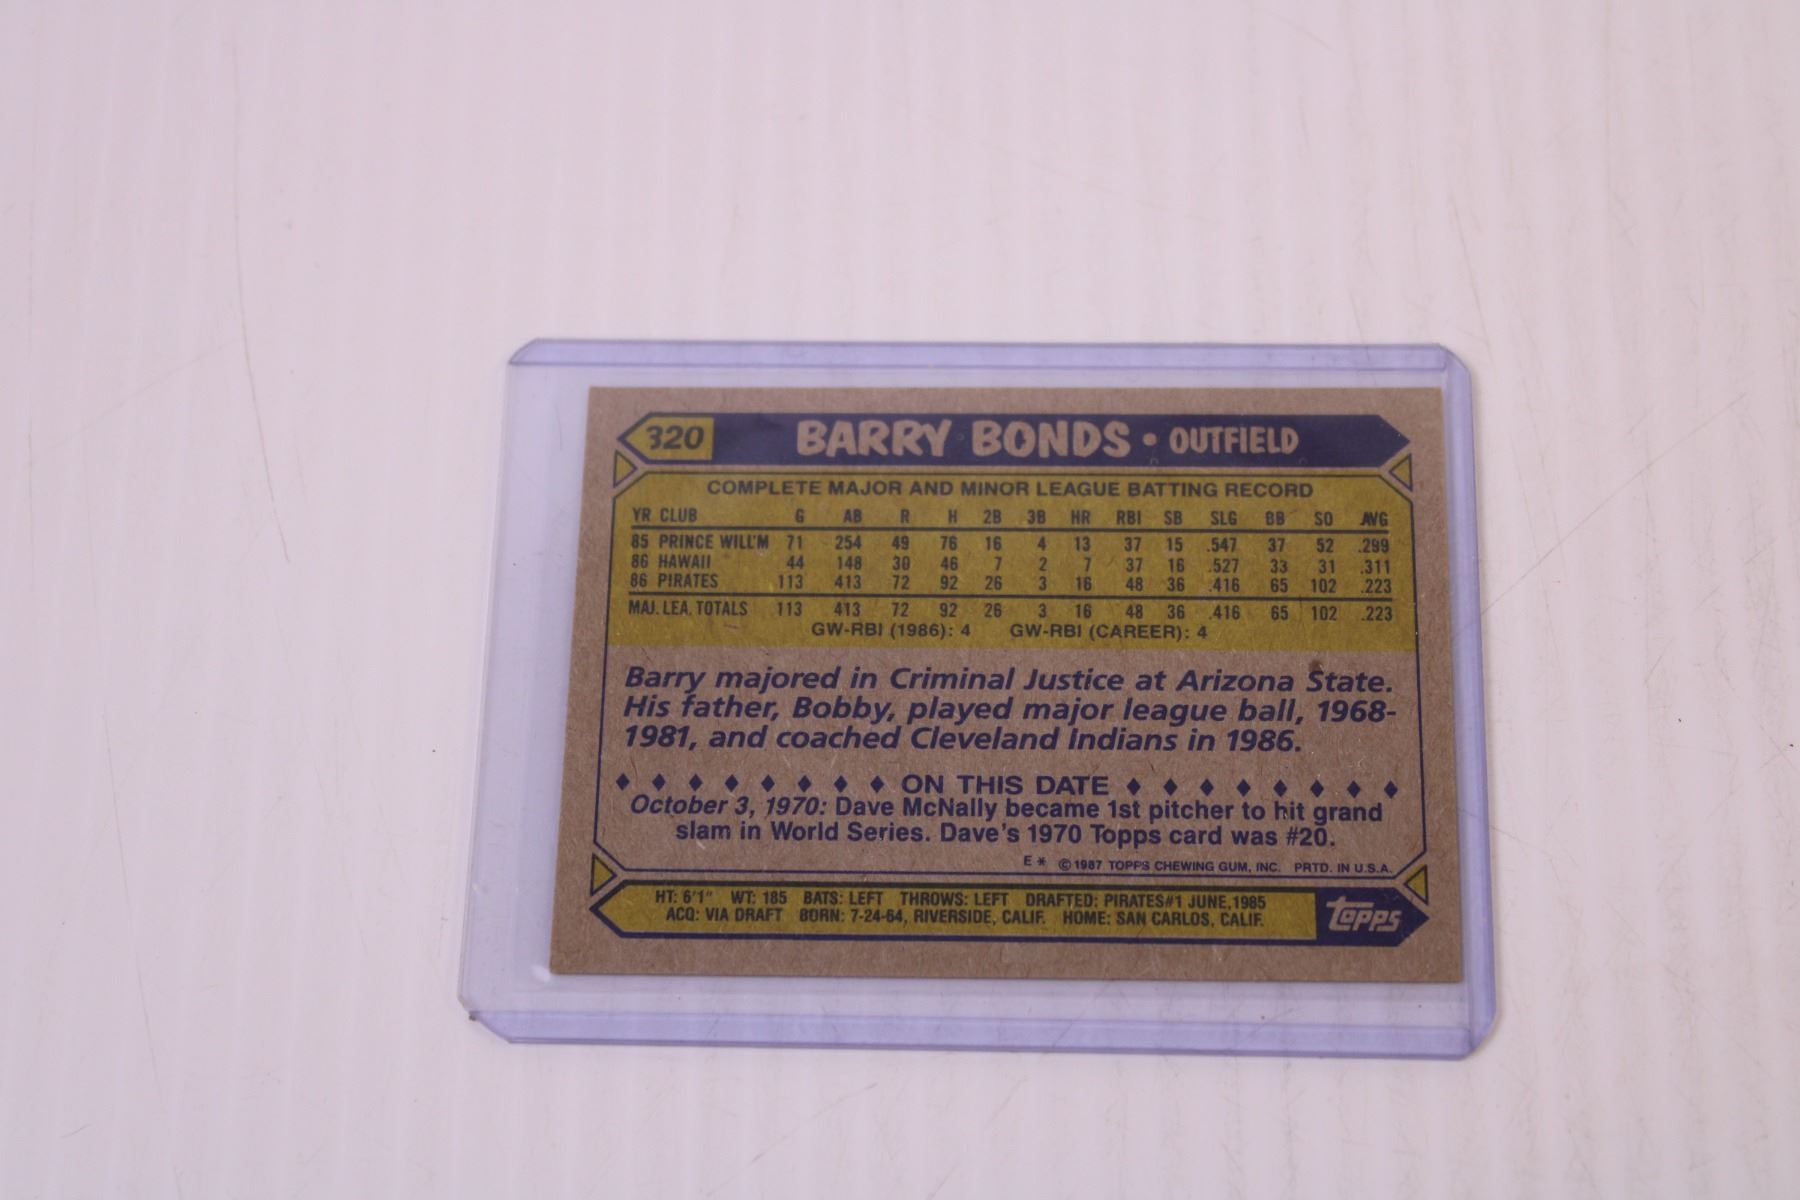 320 BARRY BONDS • OUTFIELD
COMPLETE MAJOR AND MINOR LEAGUE BATTING RECORD
YR CLUB G AB R H 2B 3B HR RBI SB SLG BB SO AVG
85 PRINCE WILL'M 71 254 49 76 16 4 13 37 15 .547 37 52 .299
86 HAWAII 44 148 30 46 7 2 7 37 16 .527 33 31 .311
86 PIRATES 113 413 72 92 26 3 16 48 36 .416 65 102 .223
MAJ. LEA. TOTALS 113 413 72 92 26 3 16 48 36 .416 65 102 .223
GW-RBI (1986): 4 GW-RBI (CAREER): 4
Barry majored in Criminal Justice at Arizona State.
His father, Bobby, played major league ball, 1968-
1981, and coached Cleveland Indians in 1986.
ON THIS DATE
October 3, 1970: Dave McNally became 1st pitcher to hit grand
slam in World Series. Dave's 1970 Topps card was #20.
E * © 1987 TOPPS CHEWING GUM, INC. PRTD. IN U.S.A.
HT: 6'1" WT: 185 BATS: LEFT THROWS: LEFT DRAFTED: PIRATES#1 JUNE,1985
ACQ: VIA DRAFT BORN: 7-24-64, RIVERSIDE, CALIF. HOME: SAN CARLOS, CALIF.
topps